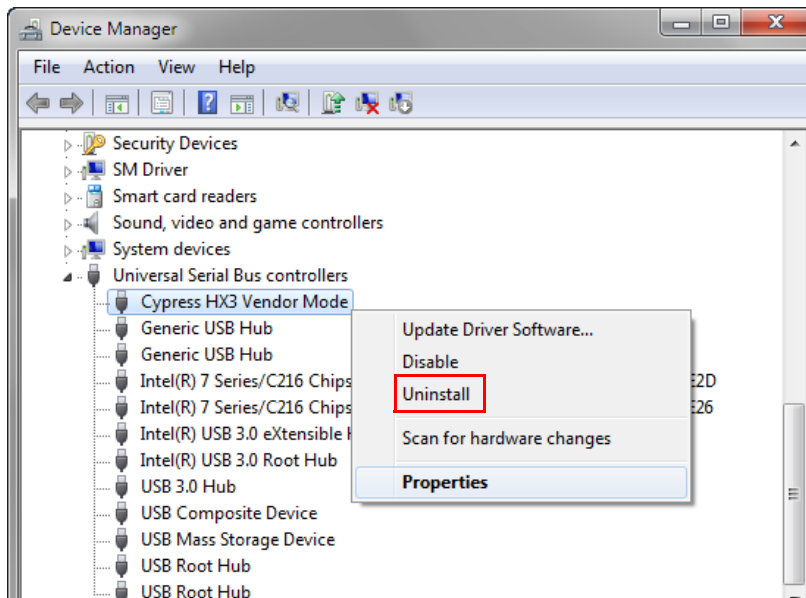 Device Manager
File Action View Help
Security Devices
SM Driver
Smart card readers
Sound, video and game controllers
System devices
Universal Serial Bus controllers
Cypress HX3 Vendor Mode
Generic USB Hub
Generic USB Hub
Intel(R) 7 Series/C216 Chips
E2D
Intel(R) 7 Series/C216 Chips
E26
Intel(R) USB 3.0 eXtensible
Intel(R) USB 3.0 Root Hub
USB 3.0 Hub
USB Composite Device
USB Mass Storage Device
USB Root Hub
USB Root Hub
Update Driver Software...
Disable
Uninstall
Scan for hardware changes
Properties